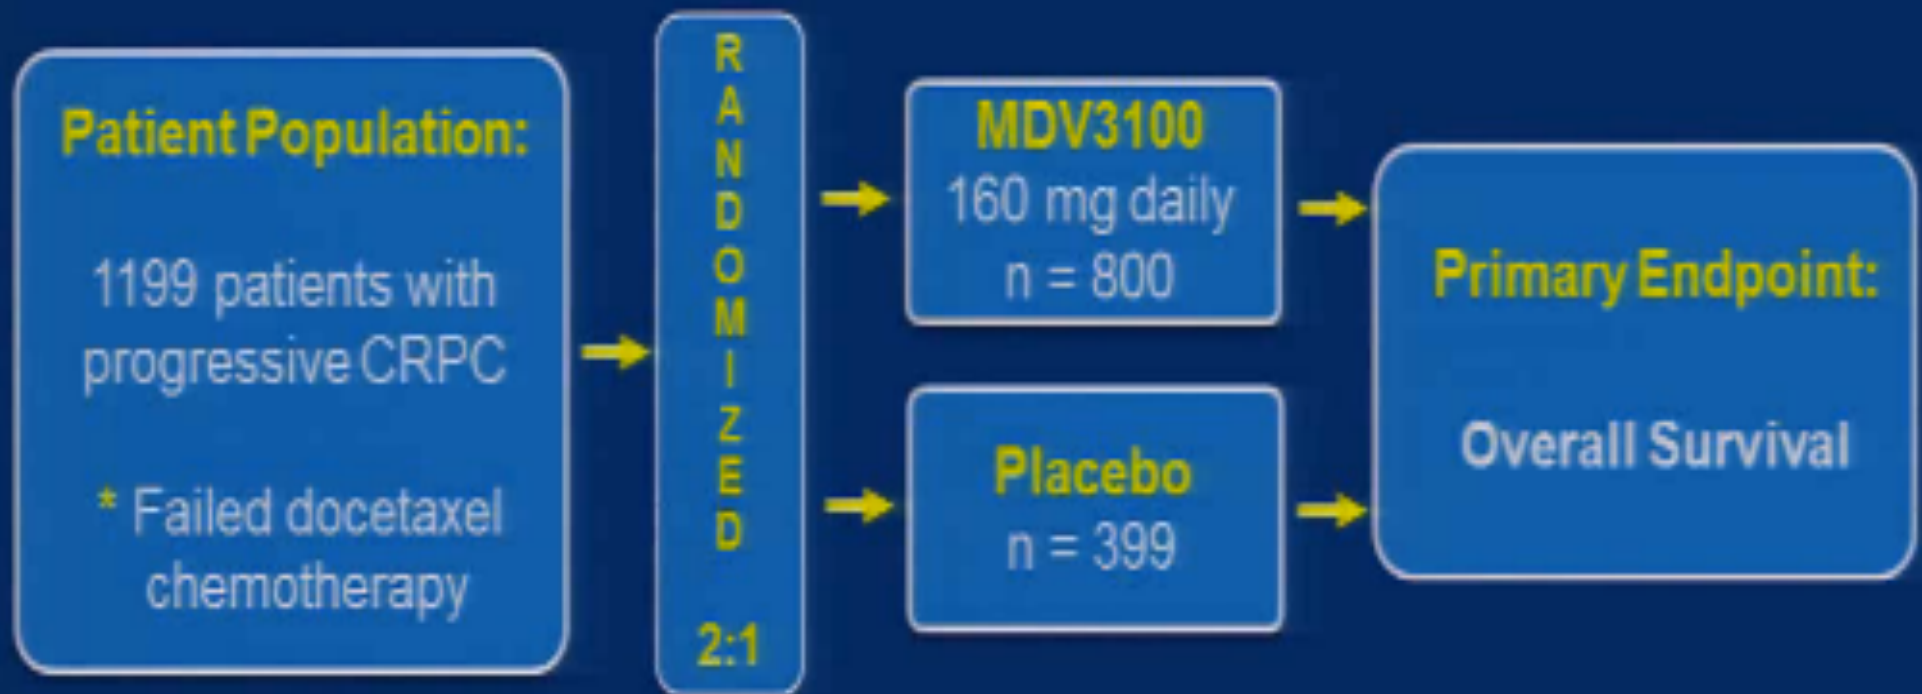 Patient Population:
1199 patients with
progressive CRPC
* Failed docetaxel
chemotherapy
RANDOMIZED
2:1
MDV3100
160 mg daily
n = 800
Placebo
n = 399
Primary Endpoint:
Overall Survival